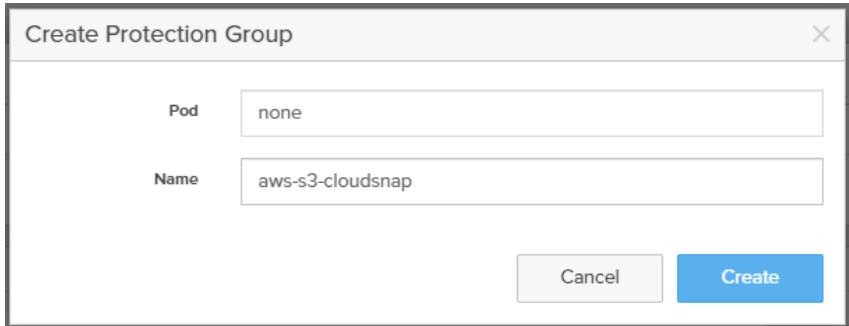 Create Protection Group
Pod none
Name aws-s3-cloudsnap
Cancel Create